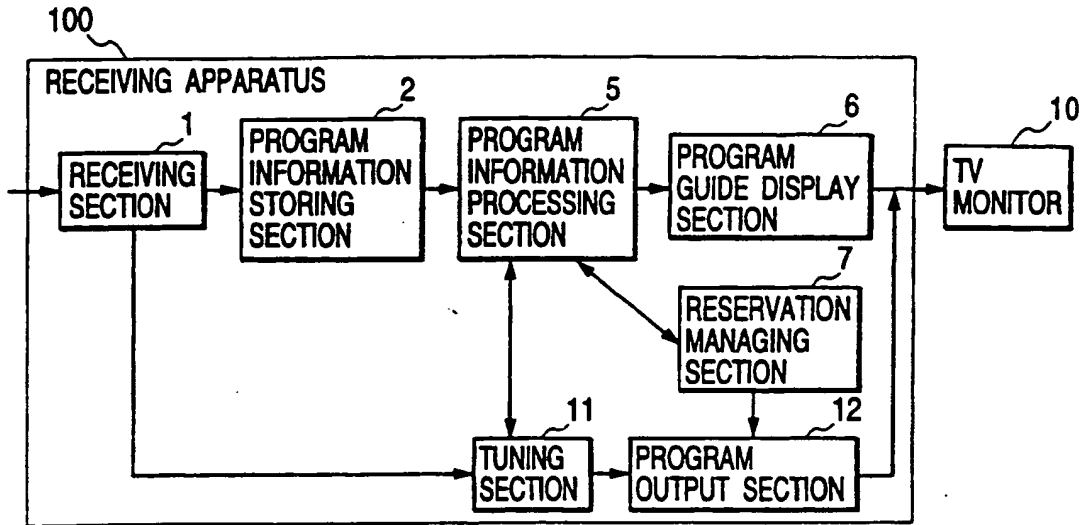 100
RECEIVING APPARATUS
1
RECEIVING
SECTION
2
PROGRAM
INFORMATION
STORING
SECTION
5
PROGRAM
INFORMATION
PROCESSING
SECTION
6
PROGRAM
GUIDE DISPLAY
SECTION
10
TV
MONITOR
7
RESERVATION
MANAGING
SECTION
11
TUNING
SECTION
12
PROGRAM
OUTPUT SECTION